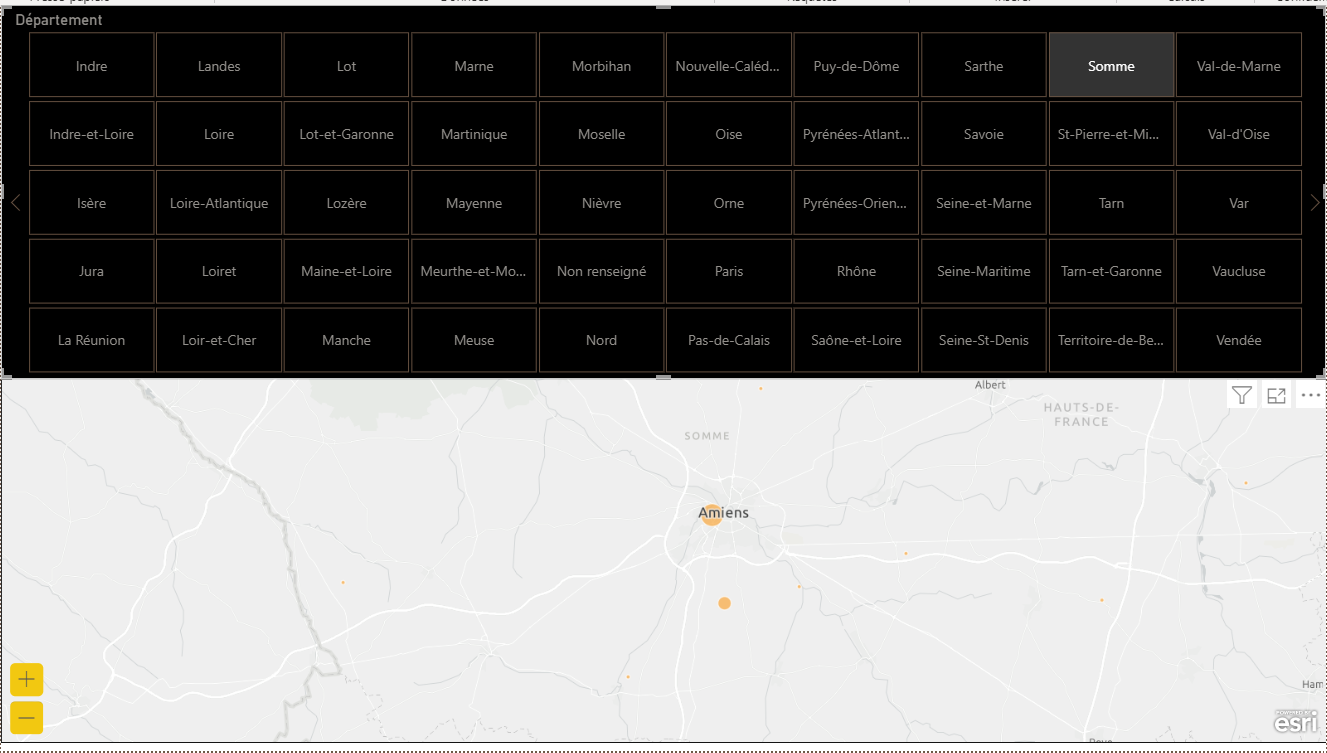 Département
Indre Landes Lot Marne Morbihan Nouvelle-Caléd... Puy-de-Dôme Sarthe Somme Val-de-Marne
Indre-et-Loire Loire Lot-et-Garonne Martinique Moselle Oise Pyrénées-Atlant... Savoie St-Pierre-et-Mi... Val-d'Oise
Isère Loire-Atlantique Lozère Mayenne Nièvre Orne Pyrénées-Orien... Seine-et-Marne Tarn Var
Jura Loiret Maine-et-Loire Meurthe-et-Mo... Non renseigné Paris Rhône Seine-Maritime Tarn-et-Garonne Vaucluse
La Réunion Loir-et-Cher Manche Meuse Nord Pas-de-Calais Saône-et-Loire Seine-St-Denis Territoire-de-Be... Vendée
Albert
HAUTS-DE-
FRANCE
SOMME
Amiens
Ham
POWERED BY
esri